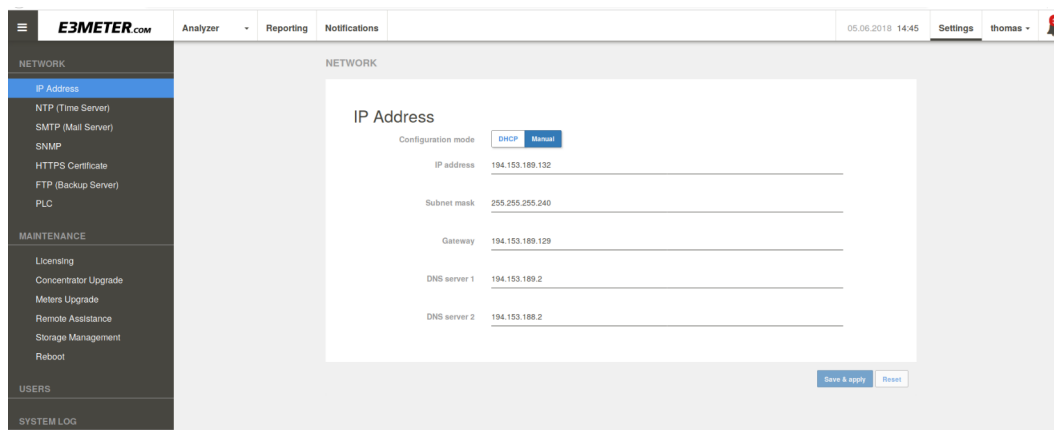 E3METER.COM
Analyzer
Reporting
Notifications
05.06.2018 14:45
Settings
thomas
NETWORK
IP Address
NTP (Time Server)
SMTP (Mail Server)
SNMP
HTTPS Certificate
FTP (Backup Server)
PLC
MAINTENANCE
Licensing
Concentrator Upgrade
Meters Upgrade
Remote Assistance
Storage Management
Reboot
USERS
SYSTEM LOG
NETWORK
IP Address
Configuration mode DHCP Manual
IP address 194.153.189.132
Subnet mask 255.255.255.240
Gateway 194.153.189.129
DNS server 1 194.153.189.2
DNS server 2 194.153.188.2
Save & apply Reset